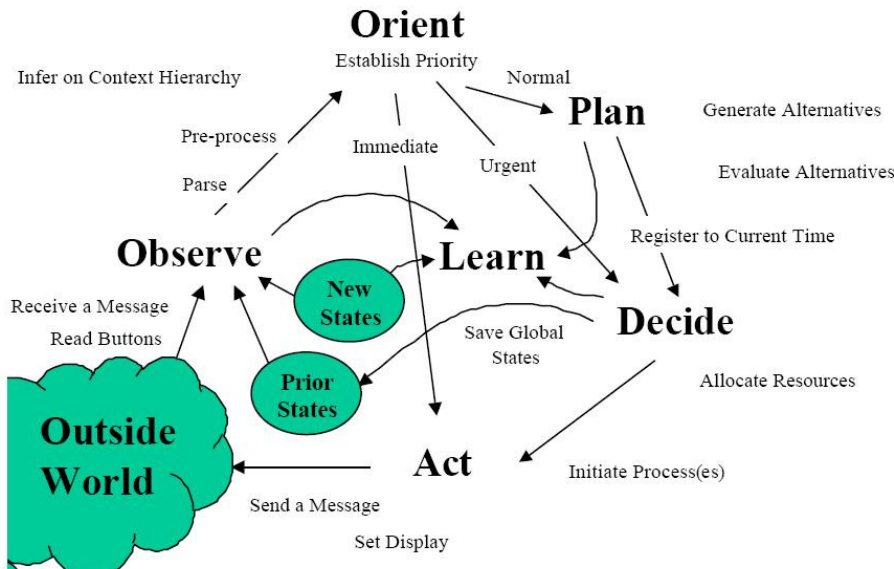 Orient
Establish Priority
Infer on Context Hierarchy
Normal
Plan
Generate Alternatives
Pre-process
Immediate
Urgent
Evaluate Alternatives
Parse
Observe
Learn
Register to Current Time
New
States
Receive a Message
Read Buttons
Decide
Save Global
States
Prior
States
Allocate Resources
Outside
World
Act
Initiate Process(es)
Send a Message
Set Display